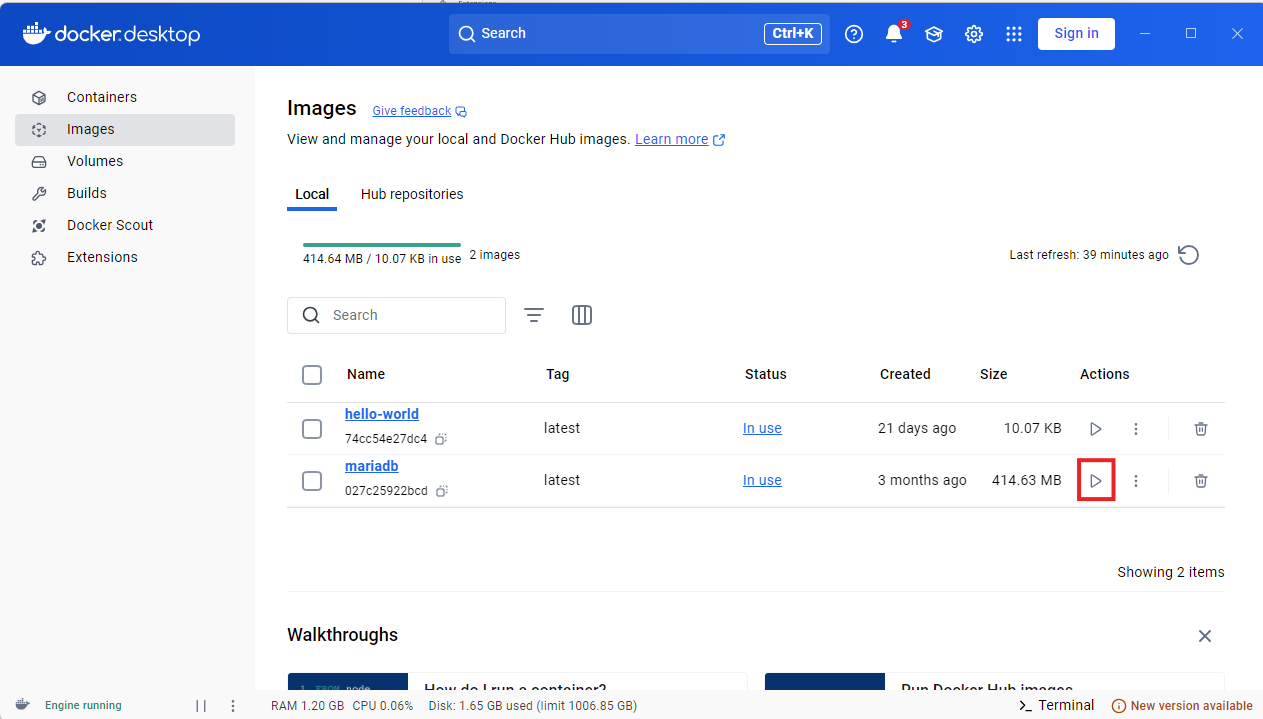 docker.desktop
Search
Ctrl+K
3
Sign in
Containers
Images
Volumes
Builds
Docker Scout
Extensions
Images
Give feedback
View and manage your local and Docker Hub images. Learn more
Local
Hub repositories
414.64 MB / 10.07 KB in use
2 images
Last refresh: 39 minutes ago
Search
Name Tag Status Created Size Actions
hello-world
74cc54e27dc4
latest In use 21 days ago 10.07 KB
mariadb
027c25922bcd
latest In use 3 months ago 414.63 MB
Showing 2 items
Walkthroughs
1 FROM node
How do I run a container?
Run Docker Hub images
Engine running
RAM 1.20 GB CPU 0.06% Disk: 1.65 GB used (limit 1006.85 GB)
>_ Terminal
New version available